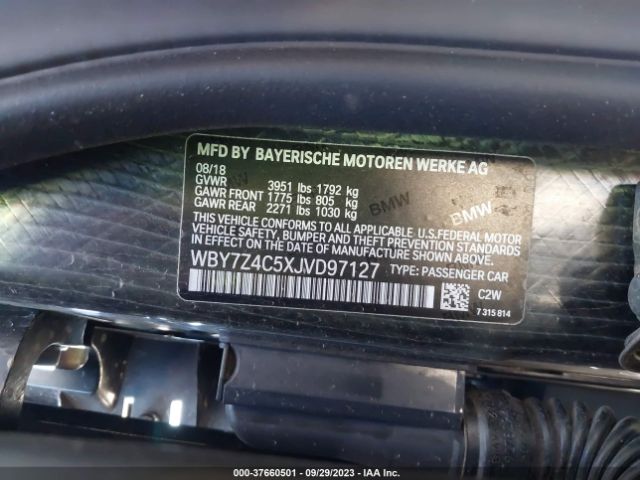 MFD BY BAYERISCHE MOTOREN WERKE AG
08/18
GVWR 3951 lbs 1792 kg
GAWR FRONT 1775 lbs 805 kg
GAWR REAR 2271 lbs 1030 kg
THIS VEHICLE CONFORMS TO ALL APPLICABLE U.S.FEDERAL MOTOR
VEHICLE SAFETY, BUMPER AND THEFT PREVENTION STANDARDS IN
EFFECT ON THE DATE OF MANUFACTURE SHOWN ABOVE.
WBY7Z4C5XJVD97127 TYPE: PASSENGER CAR
C2W
7 315 814
BMW
BMW
BMW
000-37660501 - 09/29/2023 - IAA Inc.